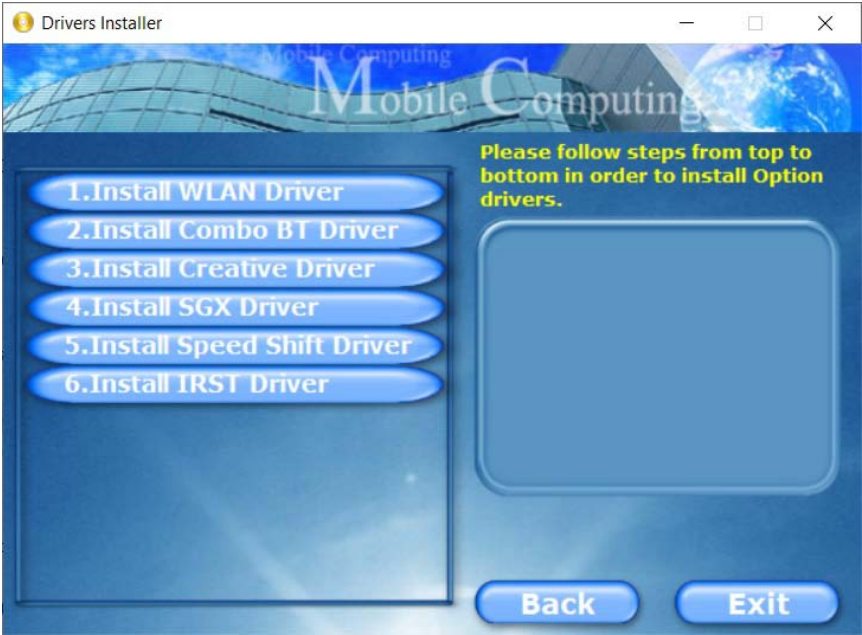 Drivers Installer
Mobile Computing
Mobile Computing
Please follow steps from top to
bottom in order to install Option
drivers.
1.Install WLAN Driver
2.Install Combo BT Driver
3.Install Creative Driver
4.Install SGX Driver
5.Install Speed Shift Driver
6.Install IRST Driver
Back
Exit